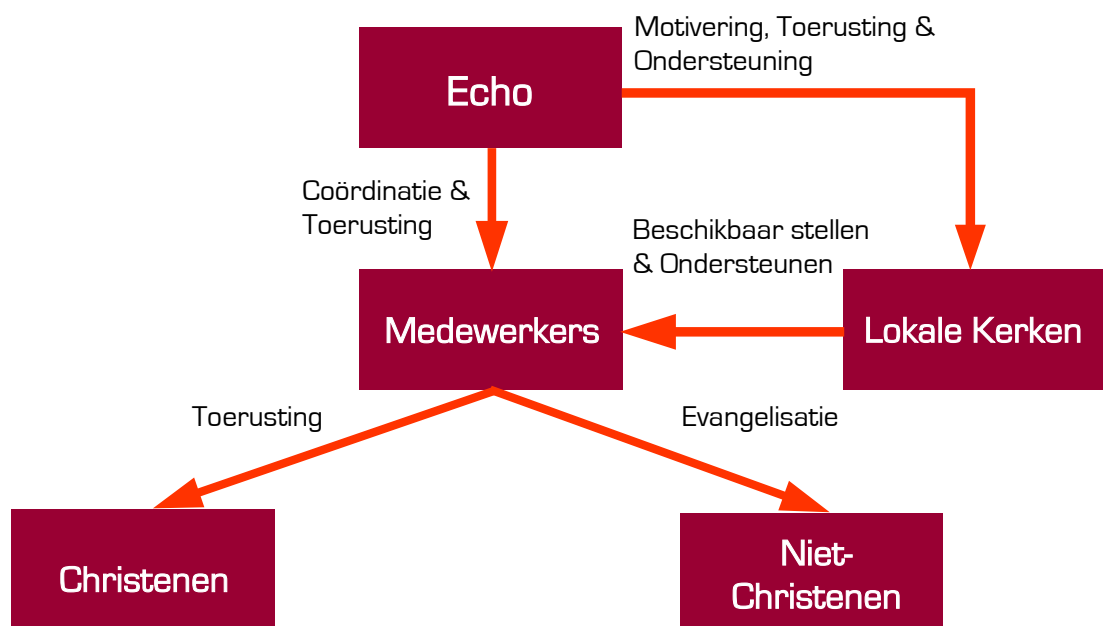 Motivering, Toerusting &
Ondersteuning
Echo
Coördinatie &
Toerusting
Beschikbaar stellen
& Ondersteunen
Medewerkers
Lokale Kerken
Toerusting
Evangelisatie
Christenen
Niet-
Christenen